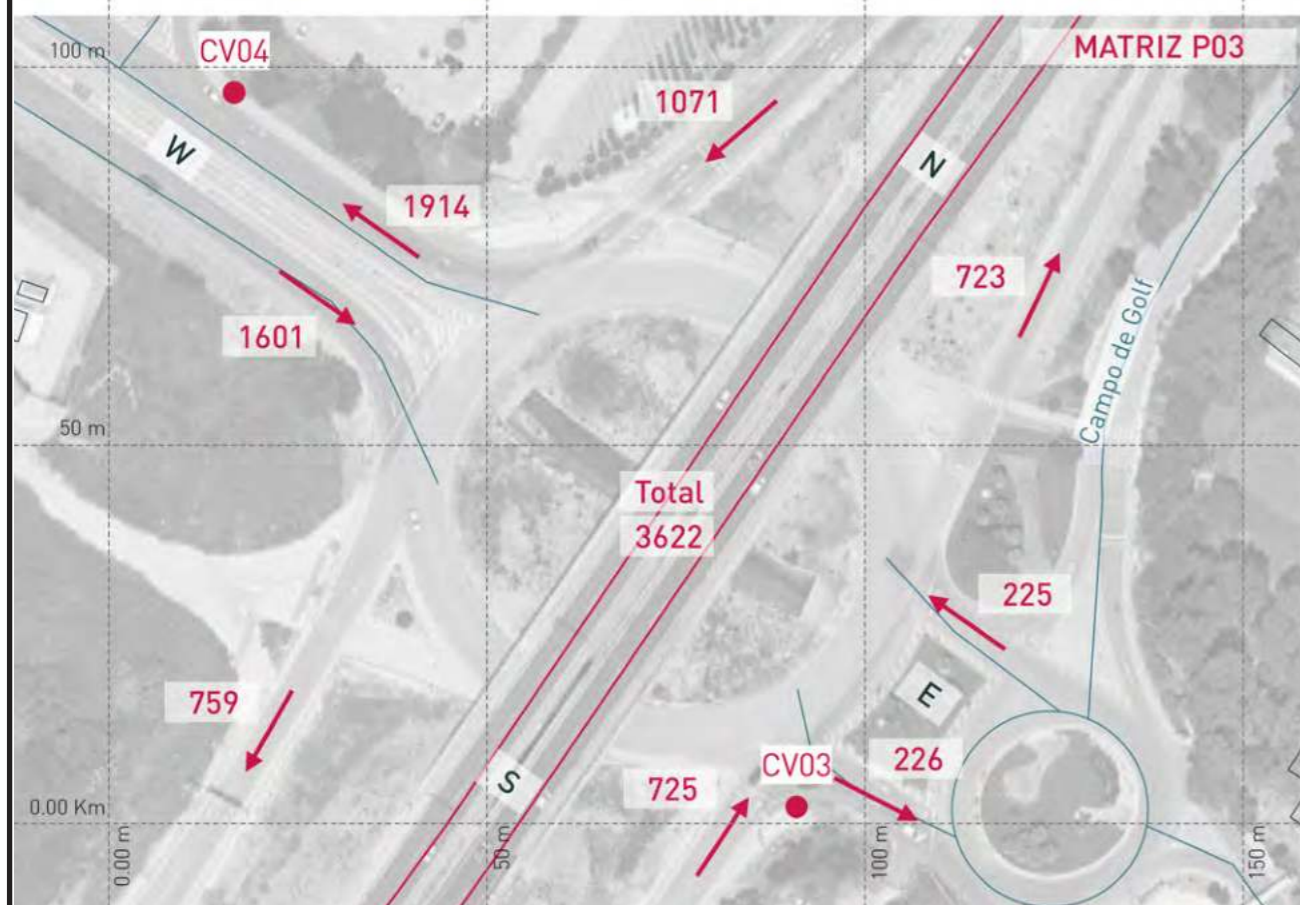 100 m
CV04
MATRIZ P03
1071
W
N
1914
723
1601
Campo de Golf
50 m
Total
3622
225
E
759
S
CV03
226
725
0.00 Km
0.00 m
50 m
100 m
150 m